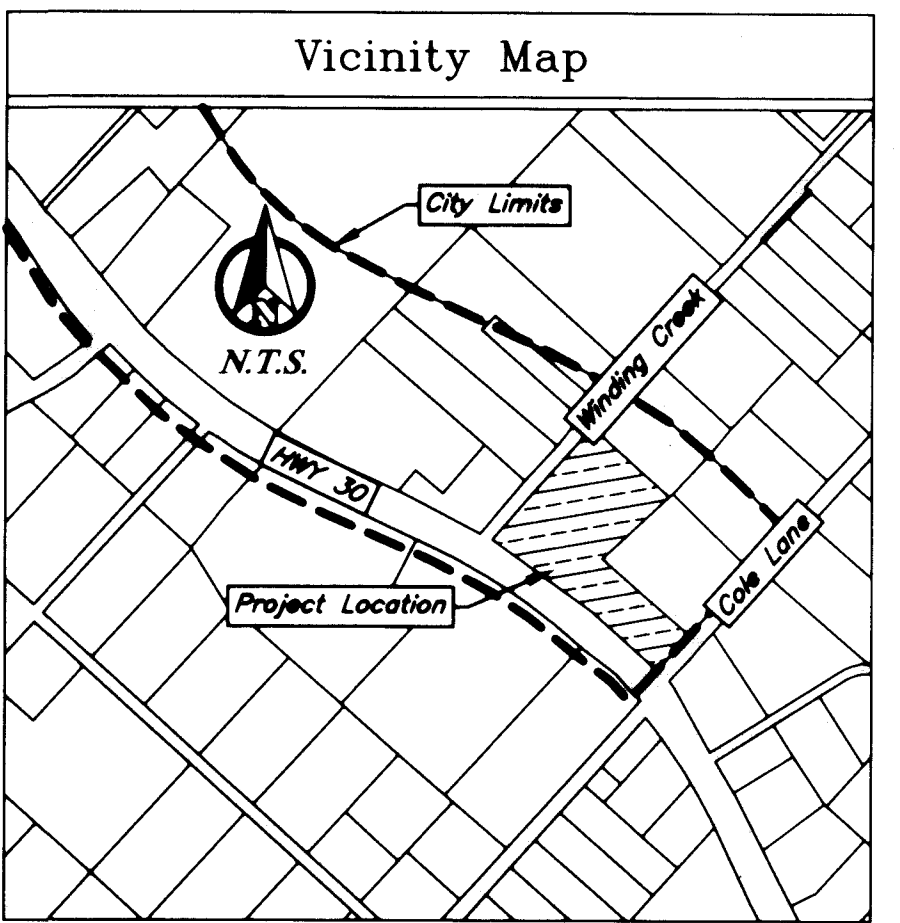 Vicinity Map
City Limits
N
N.T.S.
Winding Creek
HWY 30
Cole Lane
Project Location